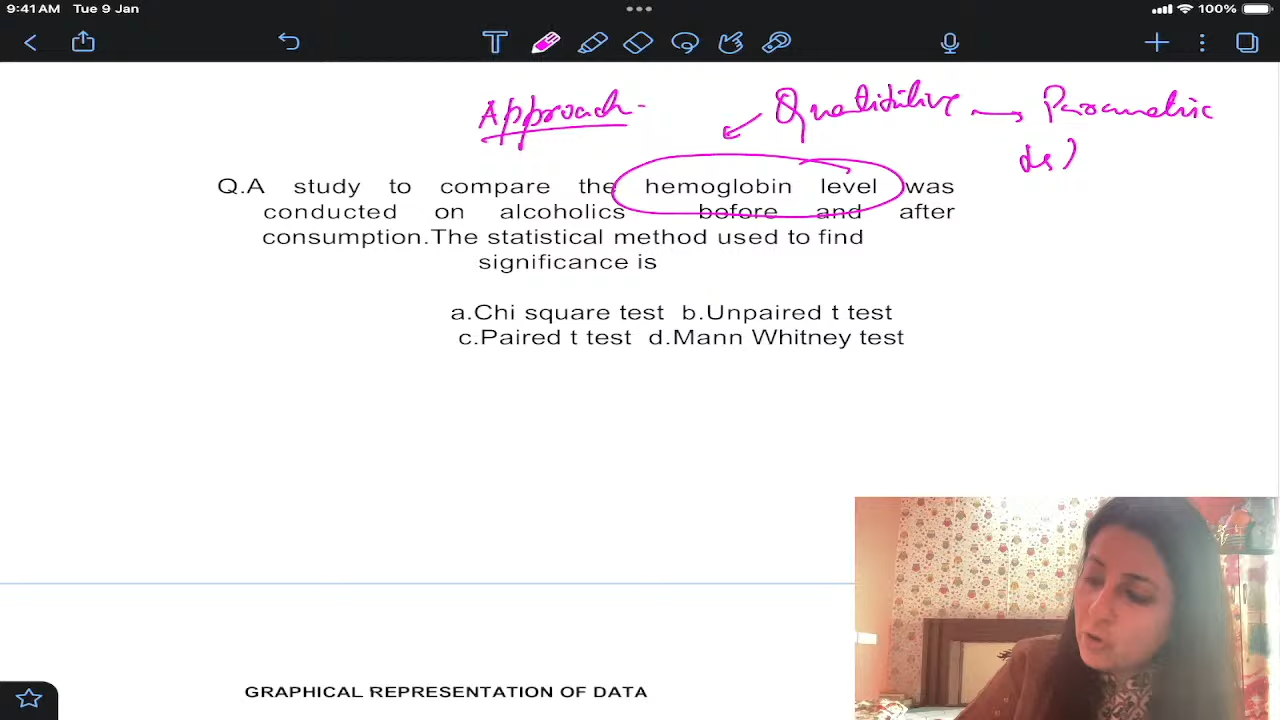 9:41 AM Tue 9 Jan
100%
Approach-
Quantitative → Parametric
Q.A study to compare the hemoglobin level was
conducted on alcoholics before and after
consumption.The statistical method used to find
significance is
a.Chi square test b.Unpaired t test
c.Paired t test d.Mann Whitney test
GRAPHICAL REPRESENTATION OF DATA